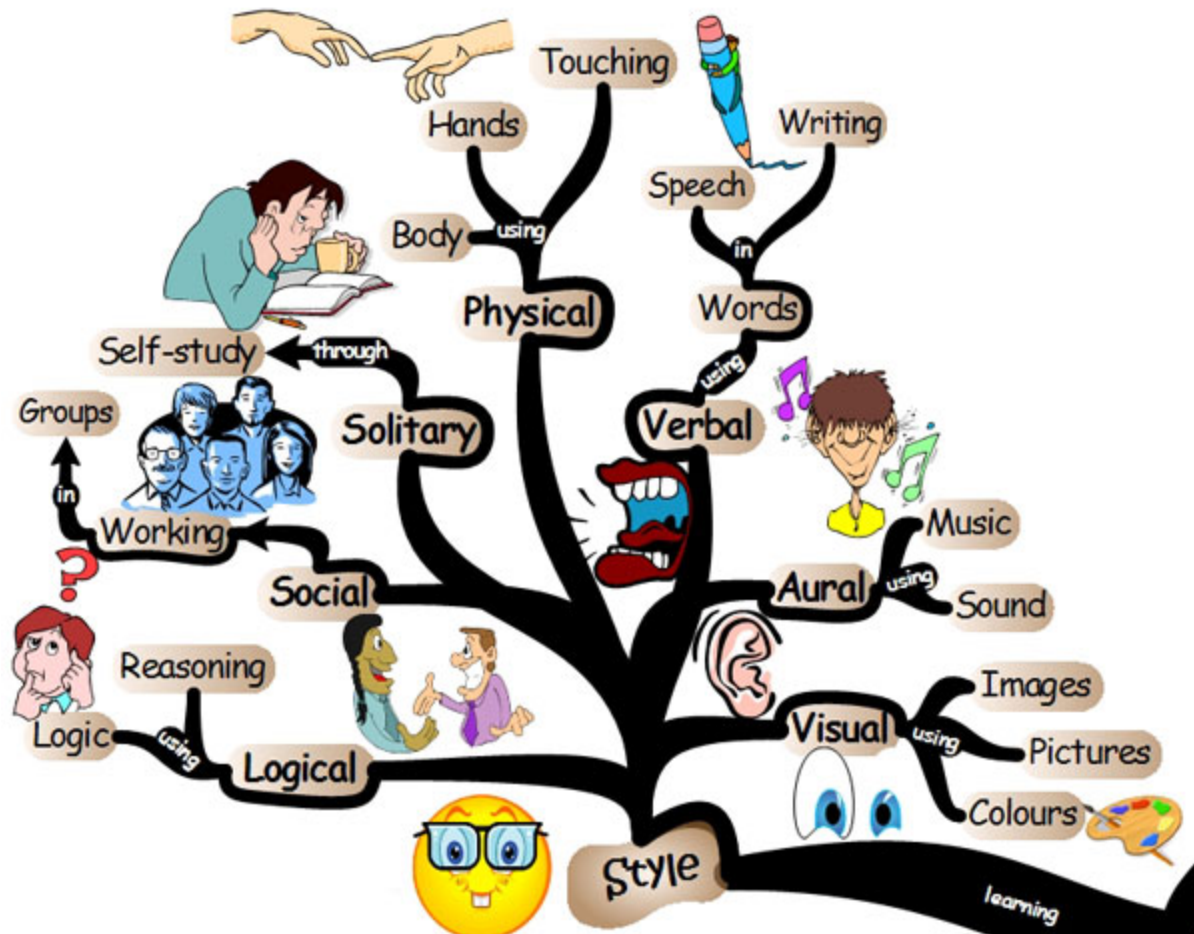 Touching
Hands
Writing
Speech
Body
using
in
Physical
Words
Self-study
through
using
Groups
Solitary
Verbal
in
Working
Music
Social
Aural
using
Sound
Reasoning
Images
Logic
using
Visual
using
Pictures
Logical
Colours
Style
learning